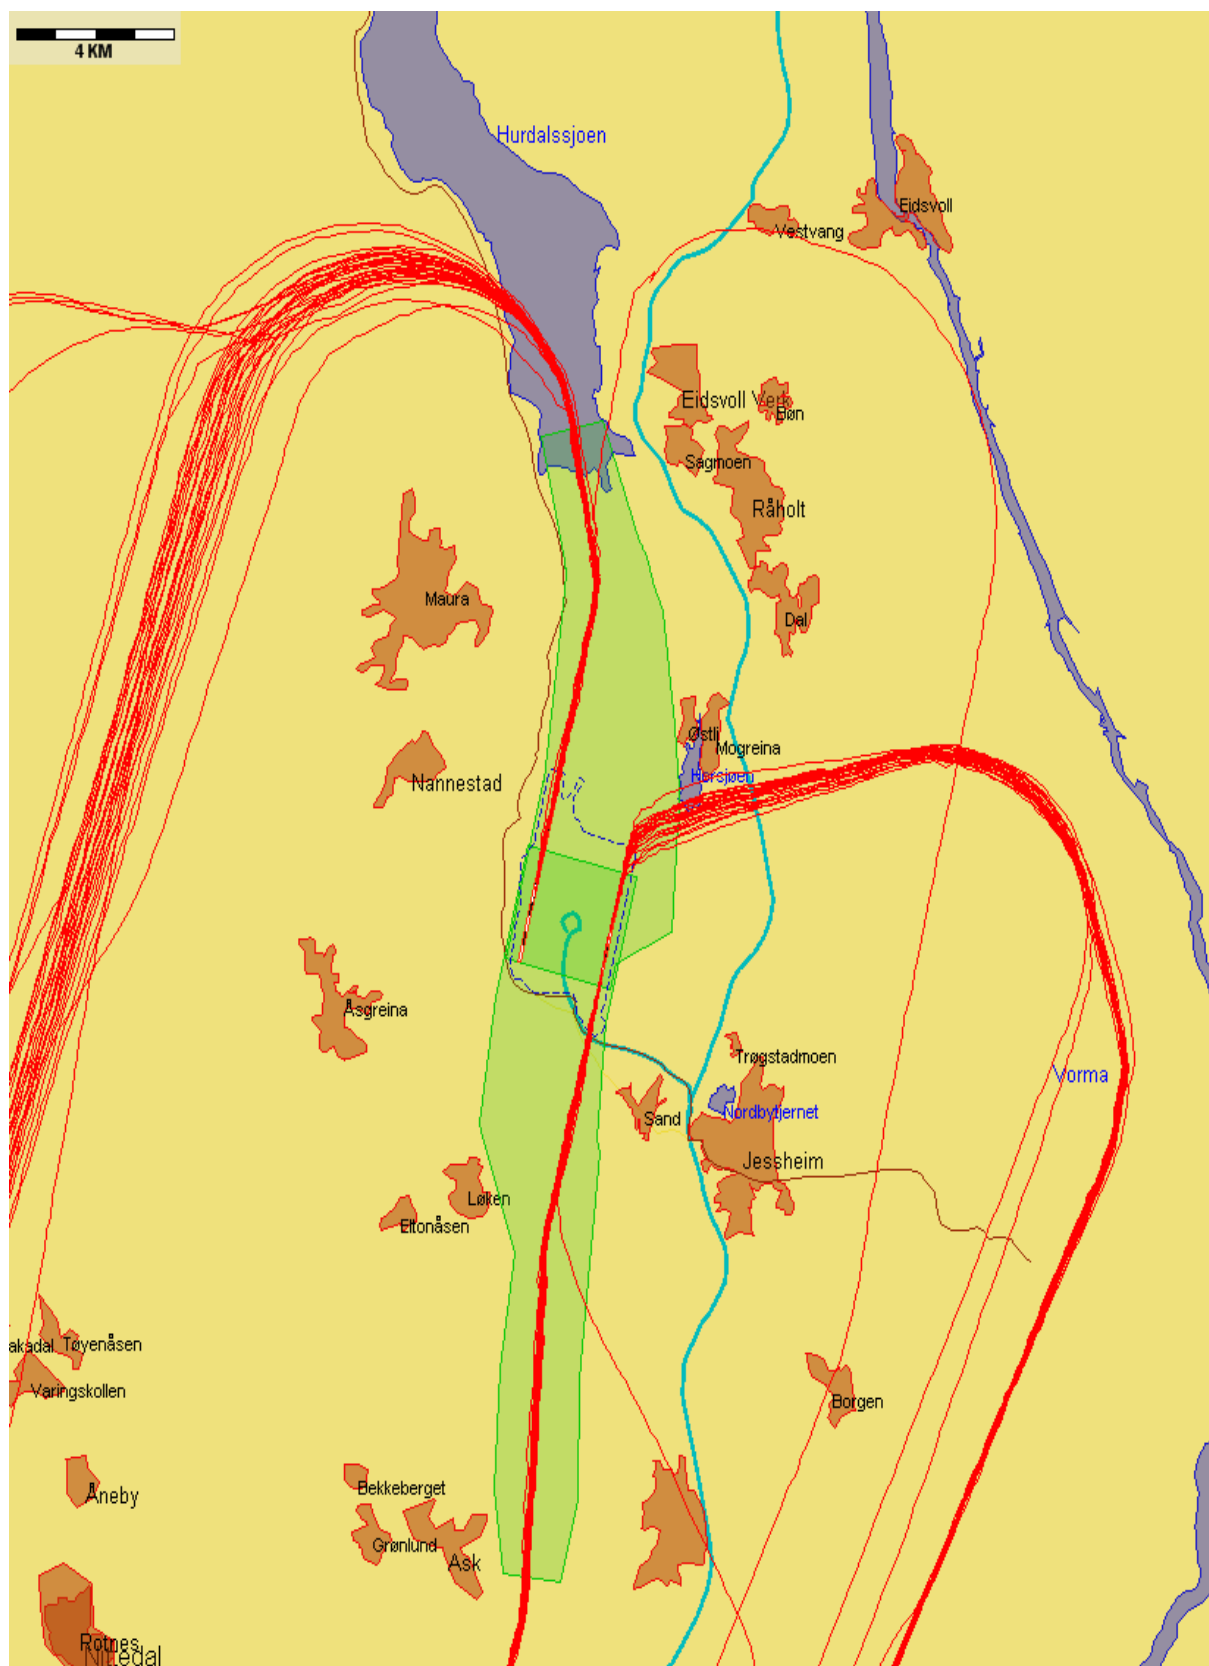 4 KM
Hurdalssjoen
Eidsvoll
Vestvang
Eidsvoll Verk
Bøn
Sagmoen
Råholt
Maura
Dal
Østli
Mogreina
Hersjøen
Nannestad
Åsgreina
Trøgstadmoen
Vorma
Nordbytjernet
Sand
Jessheim
Løken
Eltonåsen
akadal
Tøyenåsen
Varingskollen
Borgen
Bekkeberget
Åneby
Grønlund
Ask
Rotnes
Nittedal